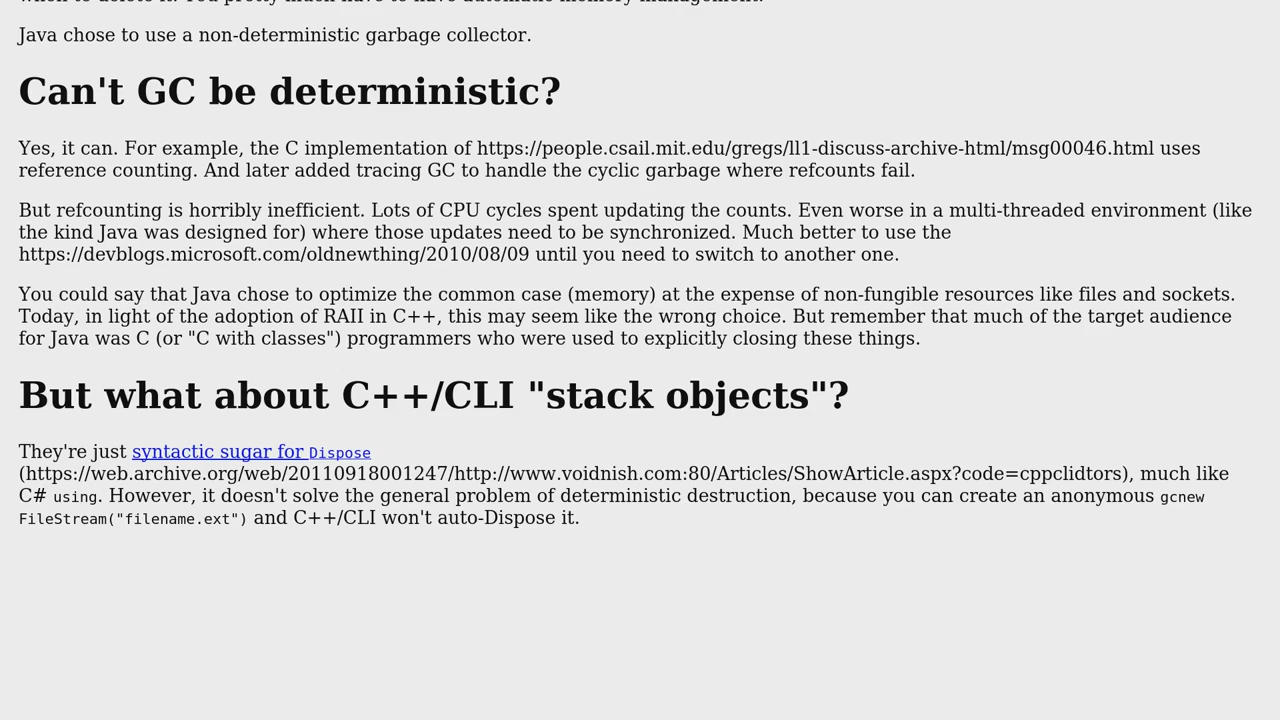 when to delete it. You pretty much have to have automatic memory management.
Java chose to use a non-deterministic garbage collector.
Can't GC be deterministic?
Yes, it can. For example, the C implementation of https://people.csail.mit.edu/gregs/ll1-discuss-archive-html/msg00046.html uses
reference counting. And later added tracing GC to handle the cyclic garbage where refcounts fail.
But refcounting is horribly inefficient. Lots of CPU cycles spent updating the counts. Even worse in a multi-threaded environment (like
the kind Java was designed for) where those updates need to be synchronized. Much better to use the
https://devblogs.microsoft.com/oldnewthing/2010/08/09 until you need to switch to another one.
You could say that Java chose to optimize the common case (memory) at the expense of non-fungible resources like files and sockets.
Today, in light of the adoption of RAII in C++, this may seem like the wrong choice. But remember that much of the target audience
for Java was C (or "C with classes") programmers who were used to explicitly closing these things.
But what about C++/CLI "stack objects"?
They're just syntactic sugar for Dispose
(https://web.archive.org/web/20110918001247/http://www.voidnish.com:80/Articles/ShowArticle.aspx?code=cppclidtors), much like
C# using. However, it doesn't solve the general problem of deterministic destruction, because you can create an anonymous gcnew
FileStream("filename.ext") and C++/CLI won't auto-Dispose it.